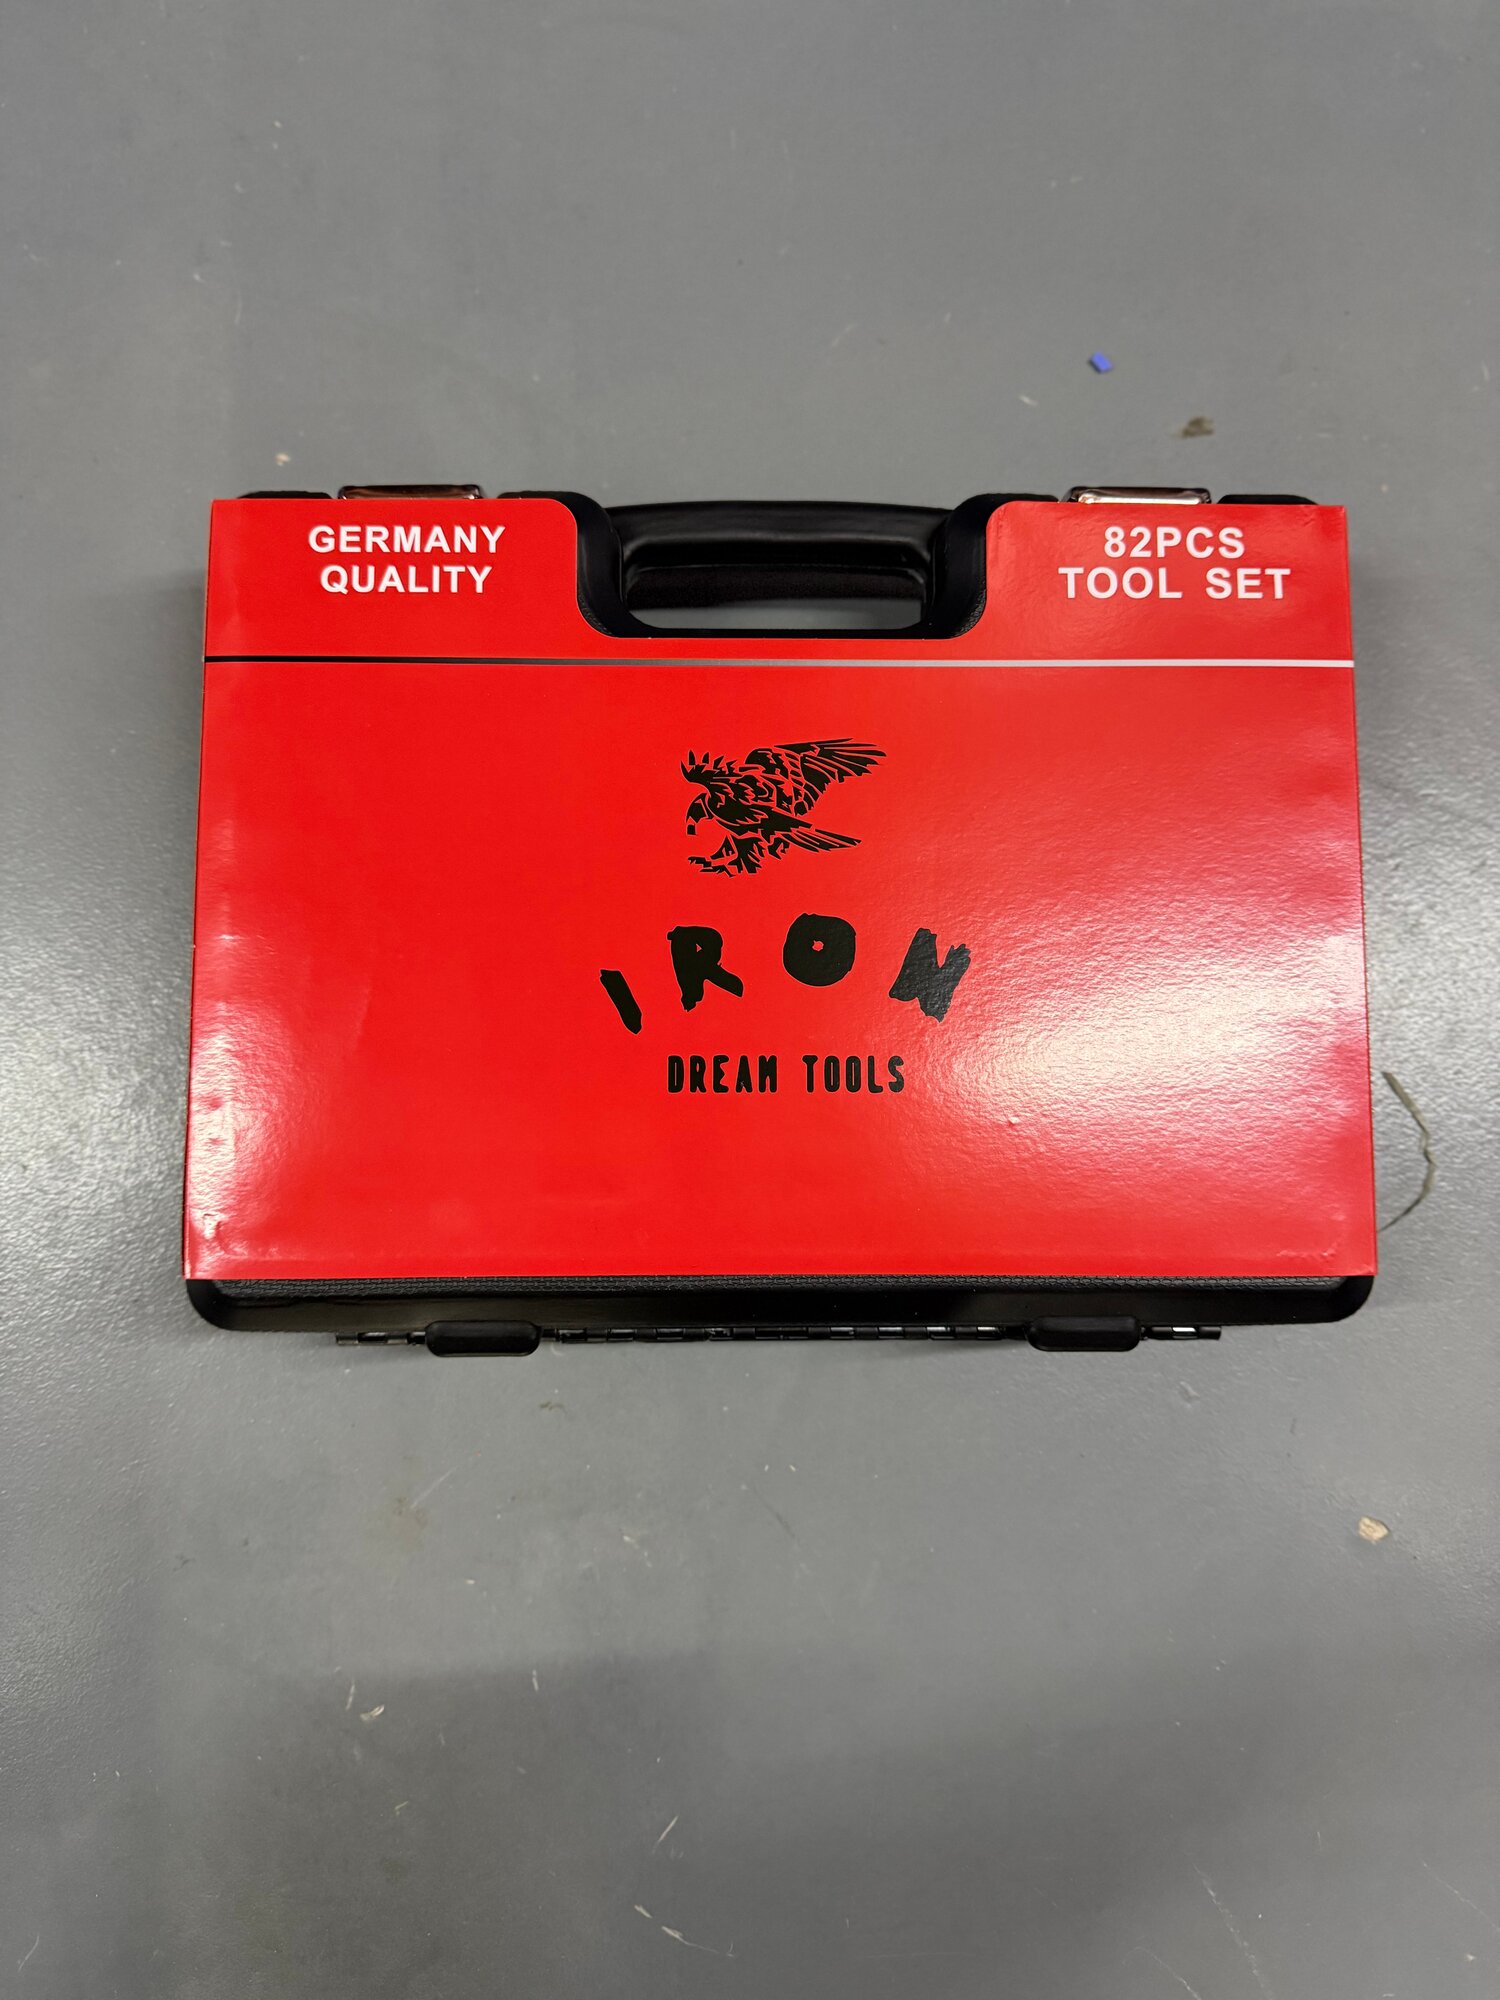 GERMANY
QUALITY
82PCS
TOOL SET
IRON
DREAM TOOLS